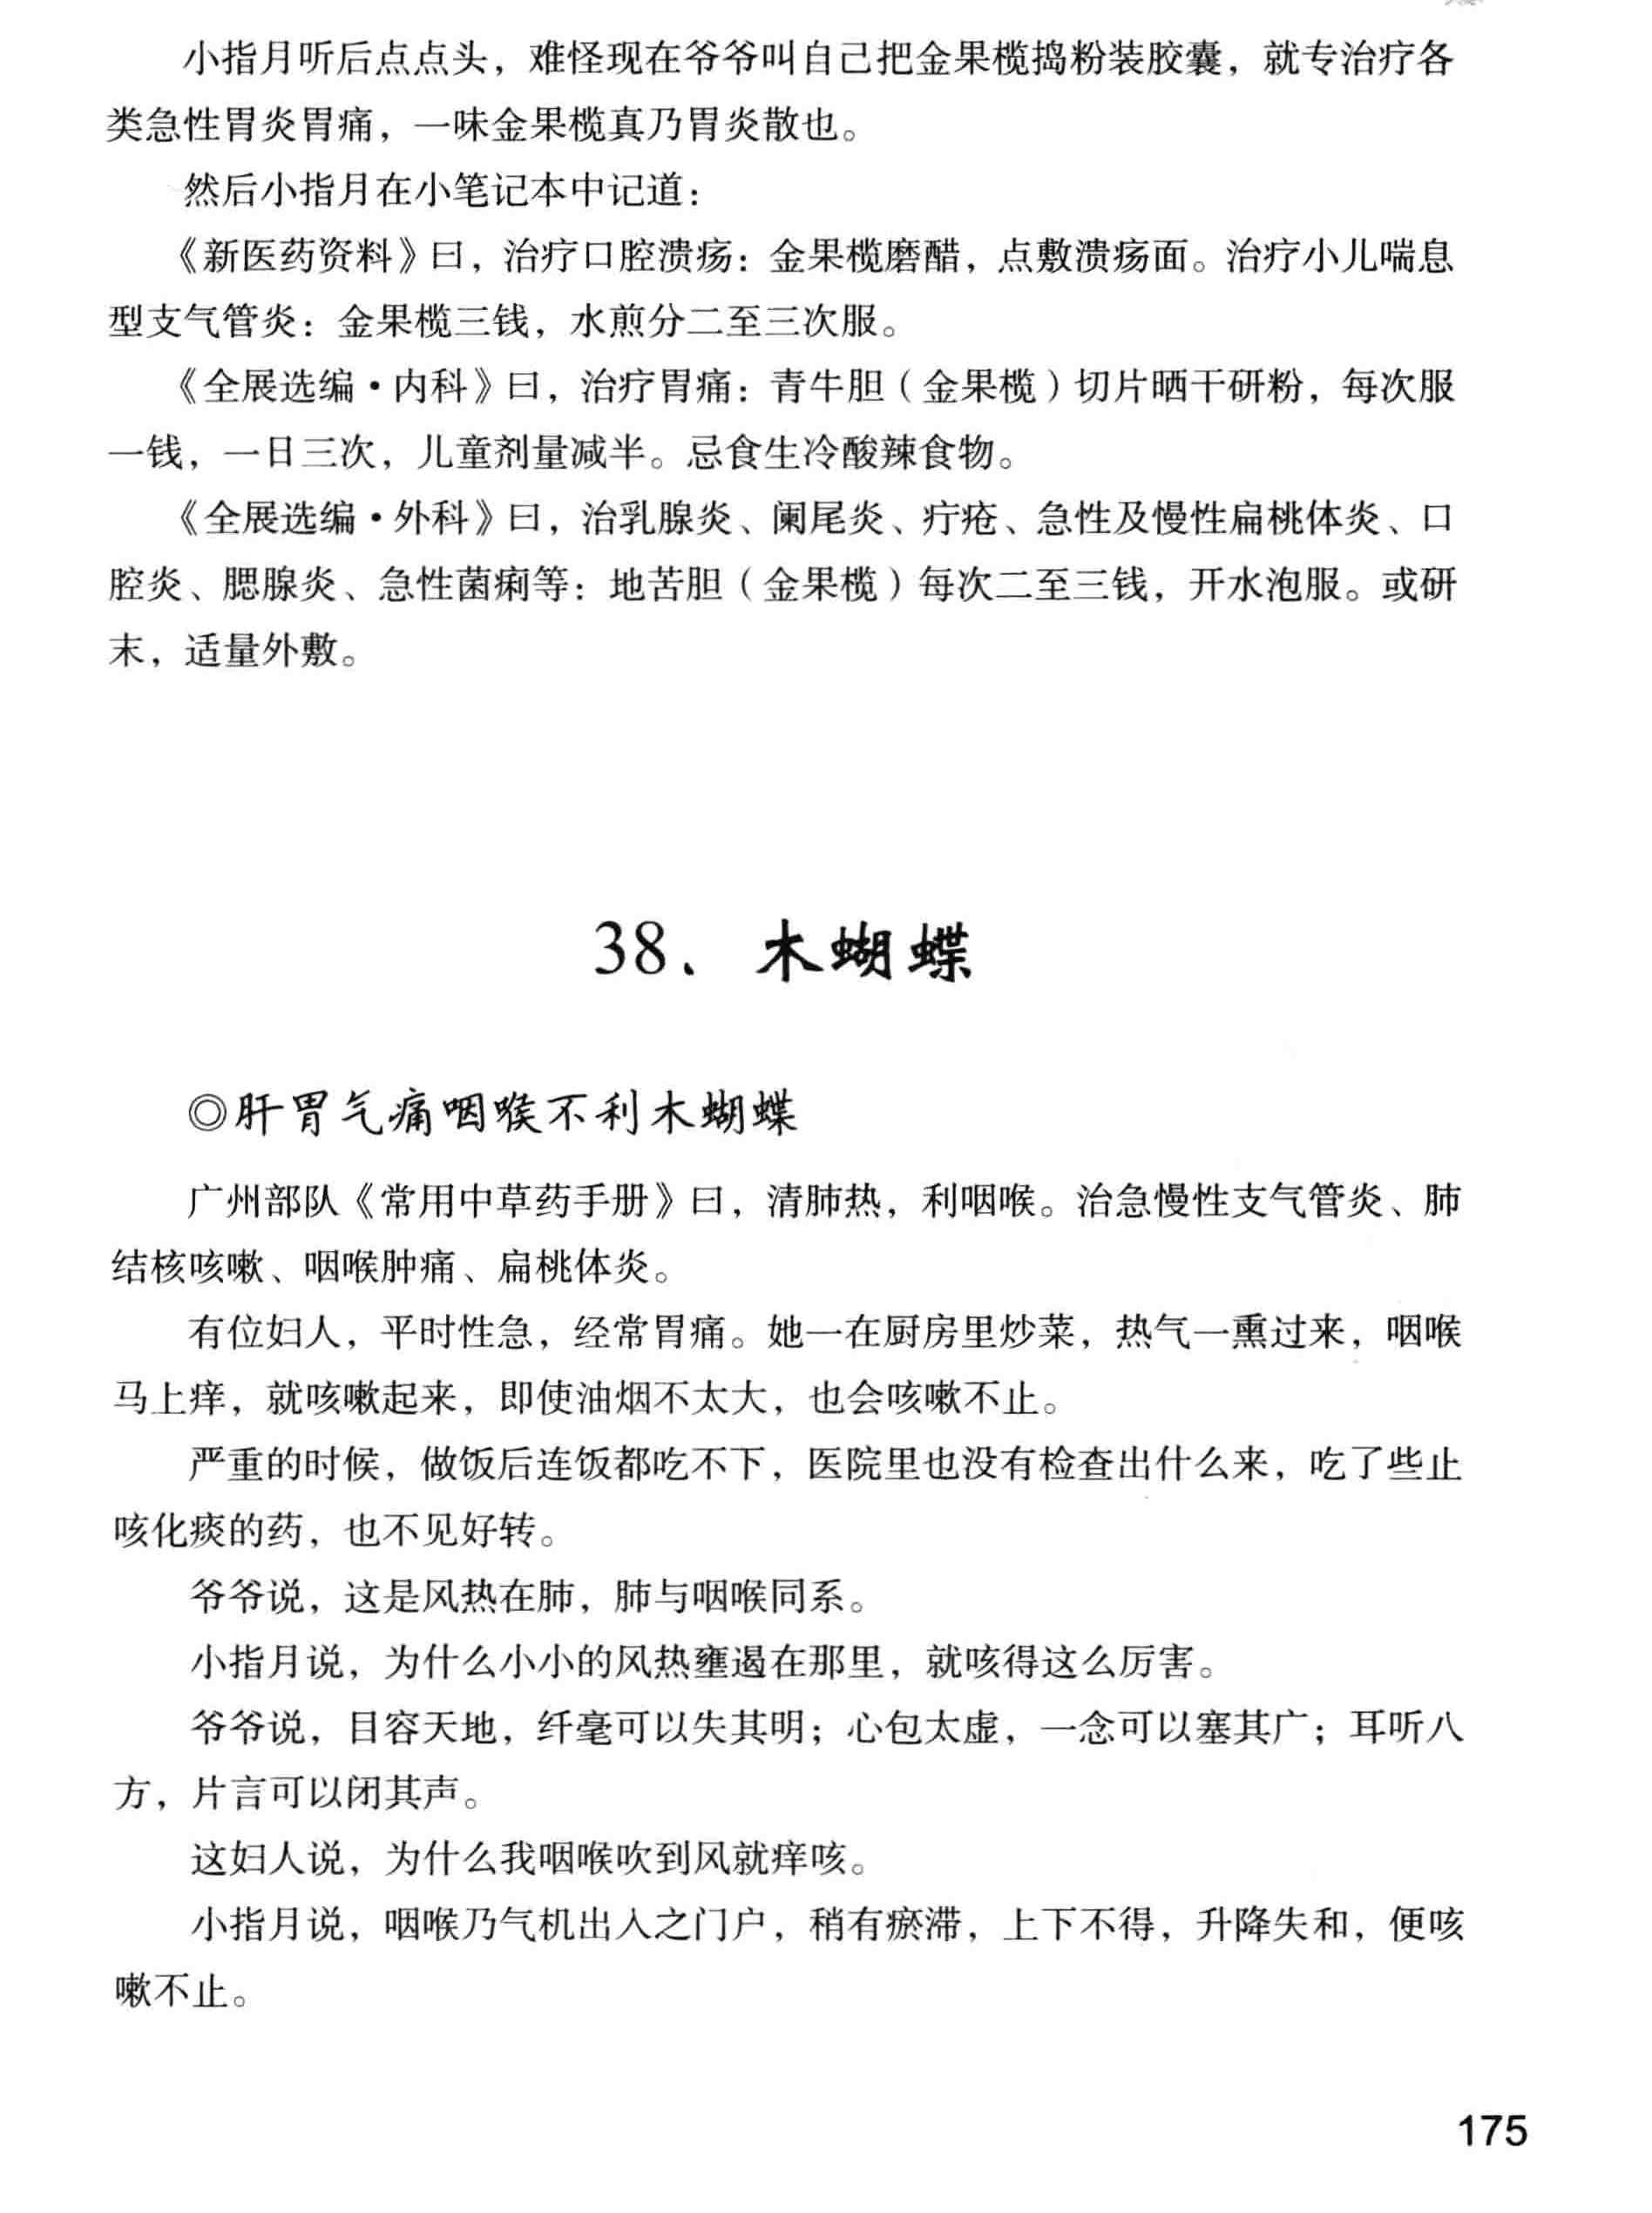 小指月听后点点头，难怪现在爷爷叫自己把金果榄捣粉装胶囊，就专治疗各
类急性胃炎胃痛，一味金果榄真乃胃炎散也。
然后小指月在小笔记本中记道：
《新医药资料》曰，治疗口腔溃疡：金果榄磨醋，点敷溃疡面。治疗小儿喘息
型支气管炎：金果榄三钱，水煎分二至三次服。
《全展选编·内科》曰，治疗胃痛：青牛胆（金果榄）切片晒干研粉，每次服
一钱，一日三次，儿童剂量减半。忌食生冷酸辣食物。
《全展选编·外科》曰，治乳腺炎、阑尾炎、疔疮、急性及慢性扁桃体炎、口
腔炎、腮腺炎、急性菌痢等：地苦胆（金果榄）每次二至三钱，开水泡服。或研
末，适量外敷。
38、木蝴蝶
◎肝胃气痛咽喉不利木蝴蝶
广州部队《常用中草药手册》曰，清肺热，利咽喉。治急慢性支气管炎、肺
结核咳嗽、咽喉肿痛、扁桃体炎。
有位妇人，平时性急，经常胃痛。她一在厨房里炒菜，热气一熏过来，咽喉
马上痒，就咳嗽起来，即使油烟不太大，也会咳嗽不止。
严重的时候，做饭后连饭都吃不下，医院里也没有检查出什么来，吃了些止
咳化痰的药，也不见好转。
爷爷说，这是风热在肺，肺与咽喉同系。
小指月说，为什么小小的风热壅遏在那里，就咳得这么厉害。
爷爷说，目容天地，纤毫可以失其明；心包太虚，一念可以塞其广；耳听八
方，片言可以闭其声。
这妇人说，为什么我咽喉吹到风就痒咳。
小指月说，咽喉乃气机出入之门户，稍有瘀滞，上下不得，升降失和，便咳
嗽不止。
175